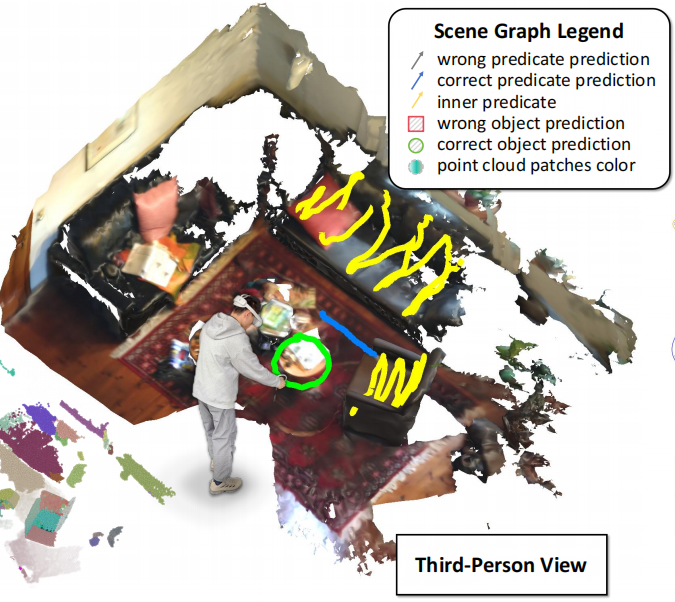 Scene Graph Legend
wrong predicate prediction
correct predicate prediction
inner predicate
wrong object prediction
correct object prediction
point cloud patches color
Third-Person View